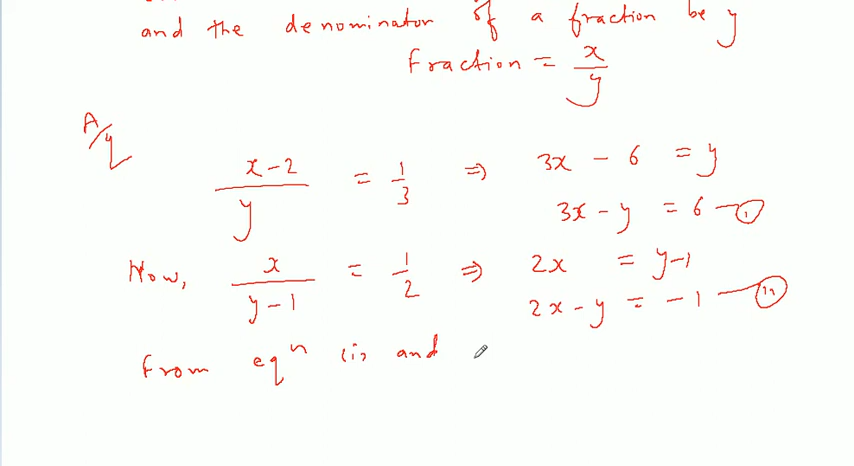 and the denominator of a fraction be y
Fraction = x/y
A/q
(x-2)/y = 1/3 ⇒ 3x - 6 = y
3x - y = 6 — (i)
Now, x/(y-1) = 1/2 ⇒ 2x = y-1
2x - y = -1 — (ii)
From eqⁿ (i) and